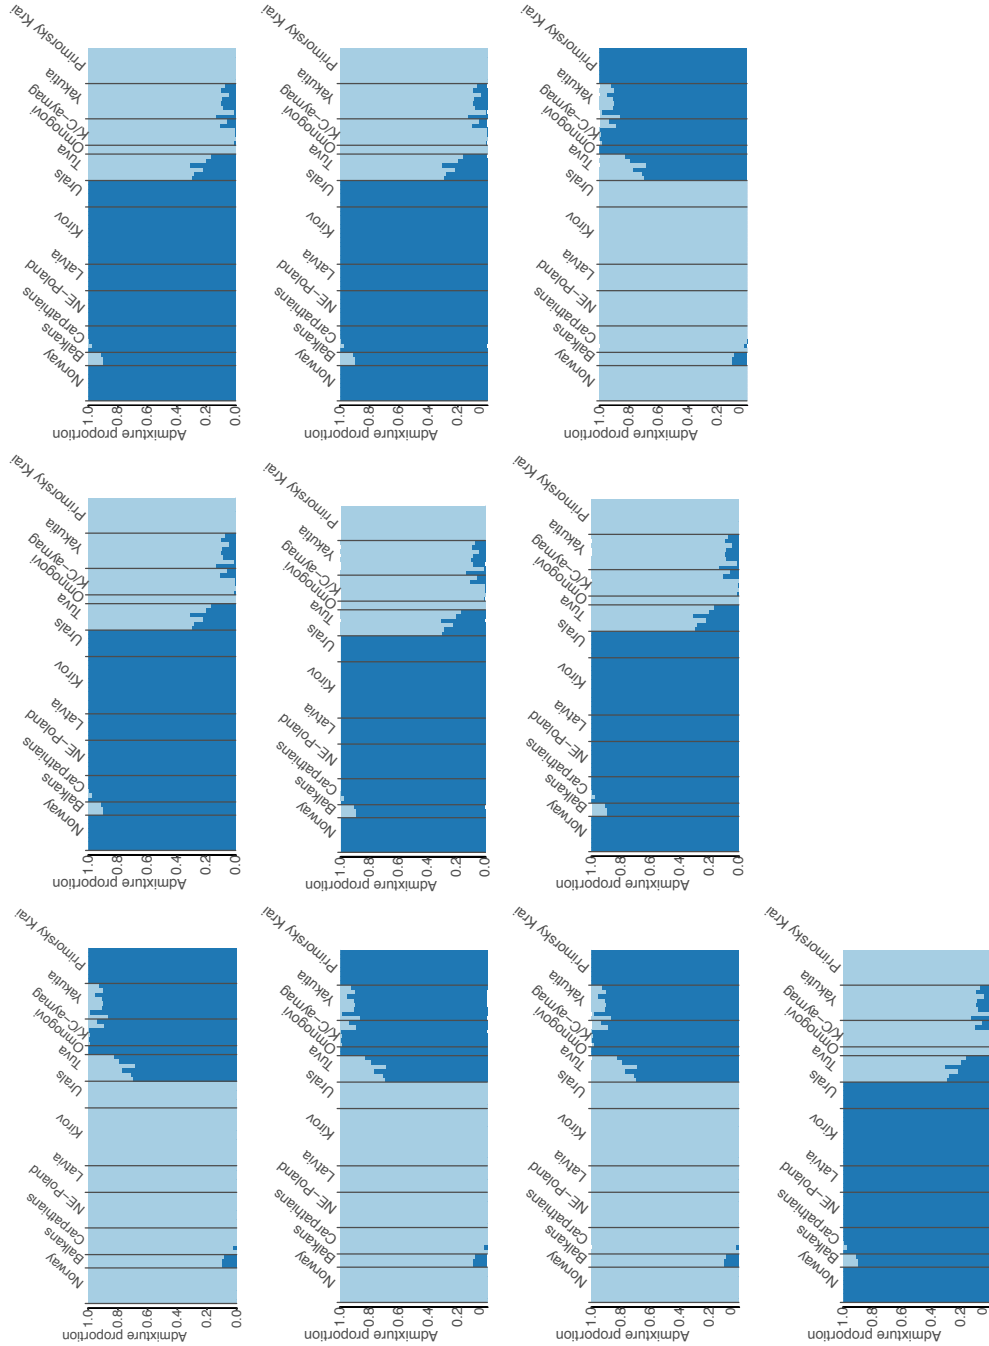 Primorsky Krai
Yakutia
K/C−aymag
Omnogovi
Tuva
Urals
Kirov
Latvia
NE−Poland
Carpathians
Balkans
Norway
1.0
0.8
0.6
0.4
0.2
0.0
Admixture proportion
Primorsky Krai
Yakutia
K/C−aymag
Omnogovi
Tuva
Urals
Kirov
Latvia
NE−Poland
Carpathians
Balkans
Norway
1.0
0.8
0.6
0.4
0.2
0
Admixture proportion
Primorsky Krai
Yakutia
K/C−aymag
Omnogovi
Tuva
Urals
Kirov
Latvia
NE−Poland
Carpathians
Balkans
Norway
1.0
0.8
0.6
0.4
0.2
0
Admixture proportion
Primorsky Krai
Yakutia
K/C−aymag
Omnogovi
Tuva
Urals
Kirov
Latvia
NE−Poland
Carpathians
Balkans
Norway
1.0
0.8
0.6
0.4
0.2
0.0
Admixture proportion
Primorsky Krai
Yakutia
K/C−aymag
Omnogovi
Tuva
Urals
Kirov
Latvia
NE−Poland
Carpathians
Balkans
Norway
1.0
0.8
0.6
0.4
0.2
0.0
Admixture proportion
Primorsky Krai
Yakutia
K/C−aymag
Omnogovi
Tuva
Urals
Kirov
Latvia
NE−Poland
Carpathians
Balkans
Norway
1.0
0.8
0.6
0.4
0.2
0.0
Admixture proportion
Primorsky Krai
Yakutia
K/C−aymag
Omnogovi
Tuva
Urals
Kirov
Latvia
NE−Poland
Carpathians
Balkans
Norway
1.0
0.8
0.6
0.4
0.2
0.0
Admixture proportion
Primorsky Krai
Yakutia
K/C−aymag
Omnogovi
Tuva
Urals
Kirov
Latvia
NE−Poland
Carpathians
Balkans
Norway
1.0
0.8
0.6
0.4
0.2
0.0
Admixture proportion
Primorsky Krai
Yakutia
K/C−aymag
Omnogovi
Tuva
Urals
Kirov
Latvia
NE−Poland
Carpathians
Balkans
Norway
1.0
0.8
0.6
0.4
0.2
0.0
Admixture proportion
Primorsky Krai
Yakutia
K/C−aymag
Omnogovi
Tuva
Urals
Kirov
Latvia
NE−Poland
Carpathians
Balkans
Norway
1.0
0.8
0.6
0.4
0.2
0.0
Admixture proportion